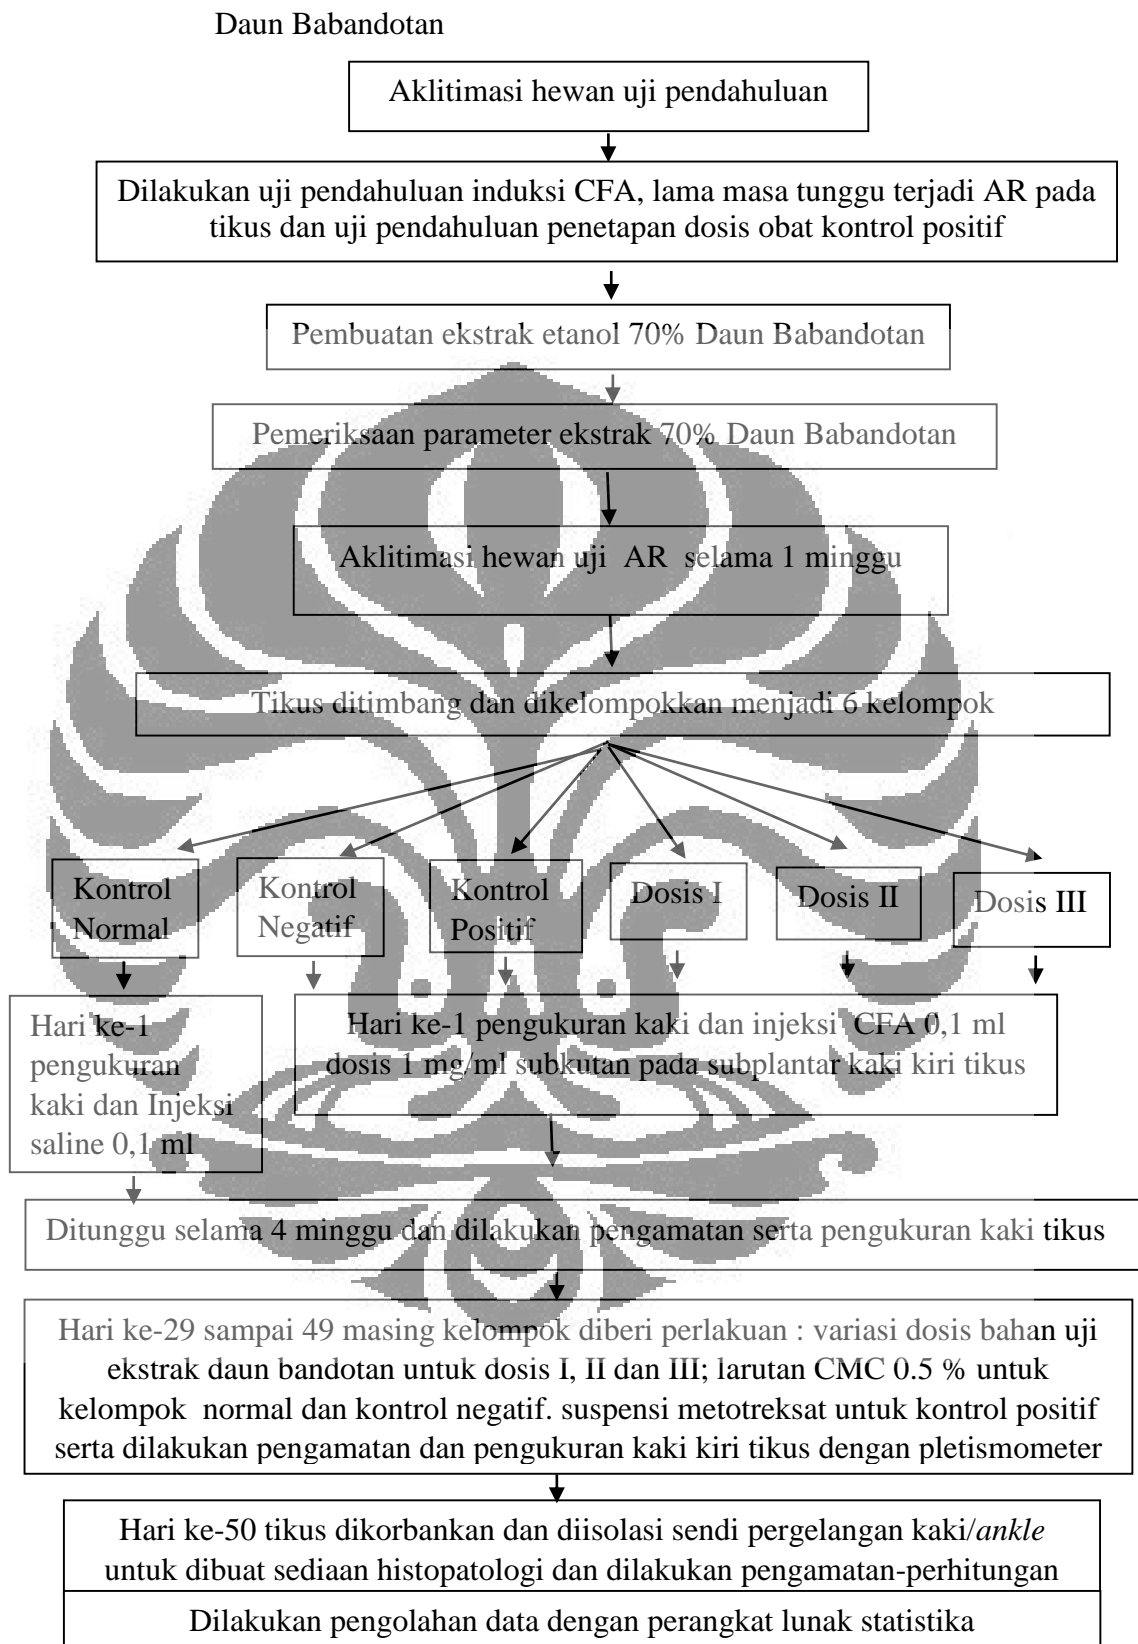 Daun Babandotan
Aklitimasi hewan uji pendahuluan
Dilakukan uji pendahuluan induksi CFA, lama masa tunggu terjadi AR pada
tikus dan uji pendahuluan penetapan dosis obat kontrol positif
Pembuatan ekstrak etanol 70% Daun Babandotan
Pemeriksaan parameter ekstrak 70% Daun Babandotan
Aklitimasi hewan uji AR selama 1 minggu
Tikus ditimbang dan dikelompokkan menjadi 6 kelompok
Kontrol
Normal
Kontrol
Negatif
Kontrol
Positif
Dosis I
Dosis II
Dosis III
Hari ke-1
pengukuran
kaki dan Injeksi
saline 0,1 ml
Hari ke-1 pengukuran kaki dan injeksi CFA 0,1 ml
dosis 1 mg/ml subkutan pada subplantar kaki kiri tikus
Ditunggu selama 4 minggu dan dilakukan pengamatan serta pengukuran kaki tikus
Hari ke-29 sampai 49 masing kelompok diberi perlakuan : variasi dosis bahan uji
ekstrak daun bandotan untuk dosis I, II dan III; larutan CMC 0.5 % untuk
kelompok normal dan kontrol negatif. suspensi metotreksat untuk kontrol positif
serta dilakukan pengamatan dan pengukuran kaki kiri tikus dengan pletismometer
Hari ke-50 tikus dikorbankan dan diisolasi sendi pergelangan kaki/ankle
untuk dibuat sediaan histopatologi dan dilakukan pengamatan-perhitungan
Dilakukan pengolahan data dengan perangkat lunak statistika